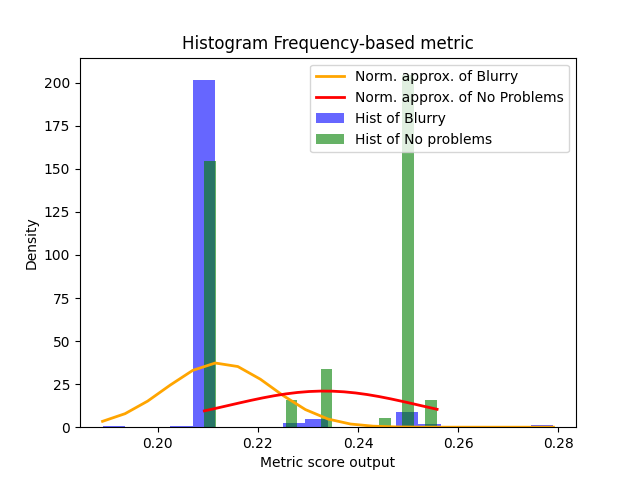 Histogram Frequency-based metric
Norm. approx. of Blurry
Norm. approx. of No Problems
Hist of Blurry
Hist of No problems
Density
200
175
150
125
100
75
50
25
0
0.20
0.22
0.24
0.26
0.28
Metric score output